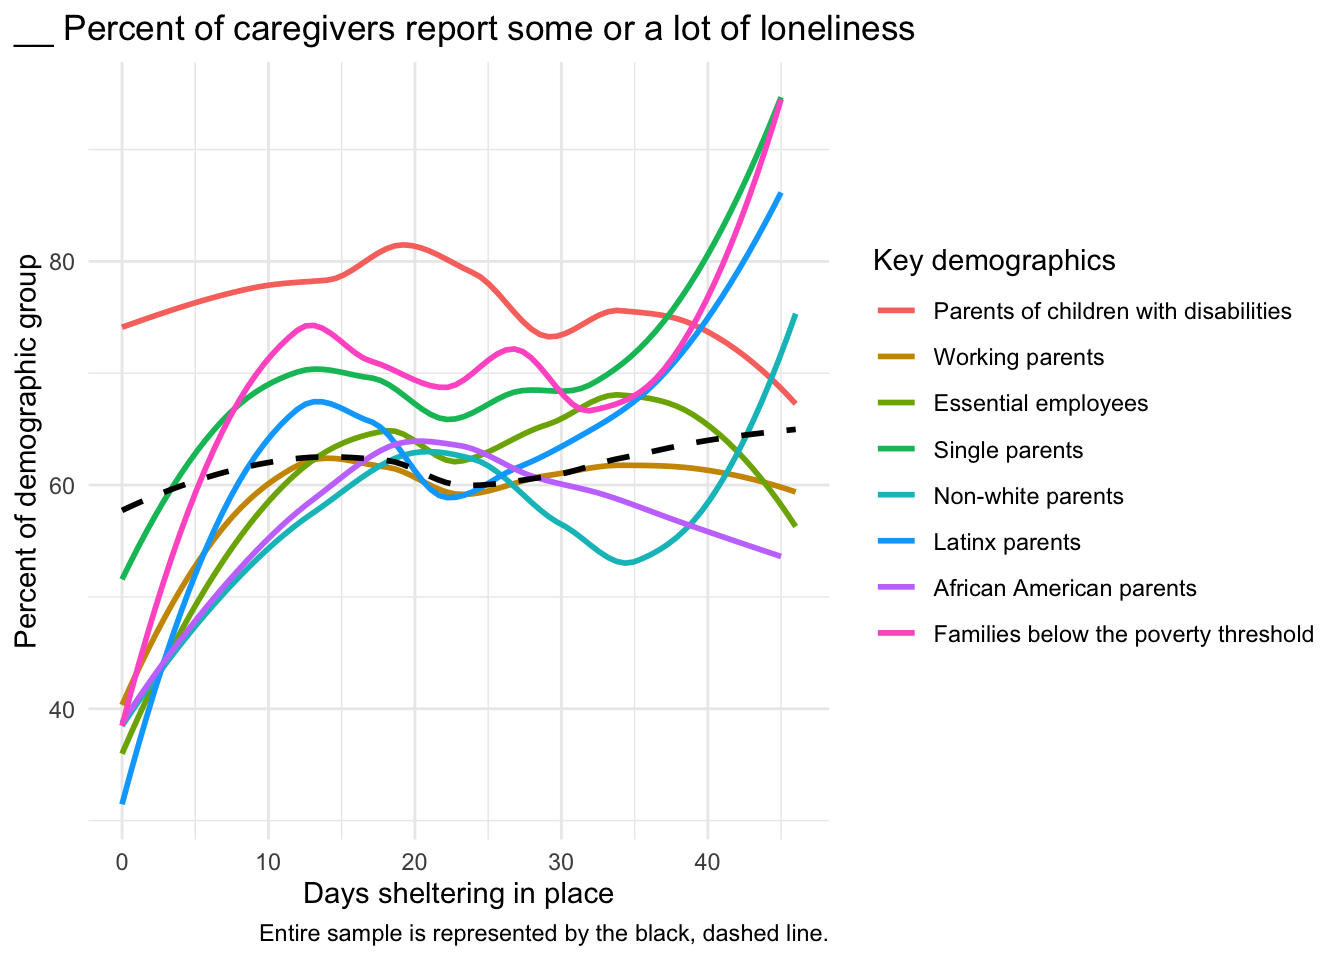 __ Percent of caregivers report some or a lot of loneliness
Percent of demographic group
80
60
40
0 10 20 30 40
Days sheltering in place
Entire sample is represented by the black, dashed line.
Key demographics
Parents of children with disabilities
Working parents
Essential employees
Single parents
Non-white parents
Latinx parents
African American parents
Families below the poverty threshold